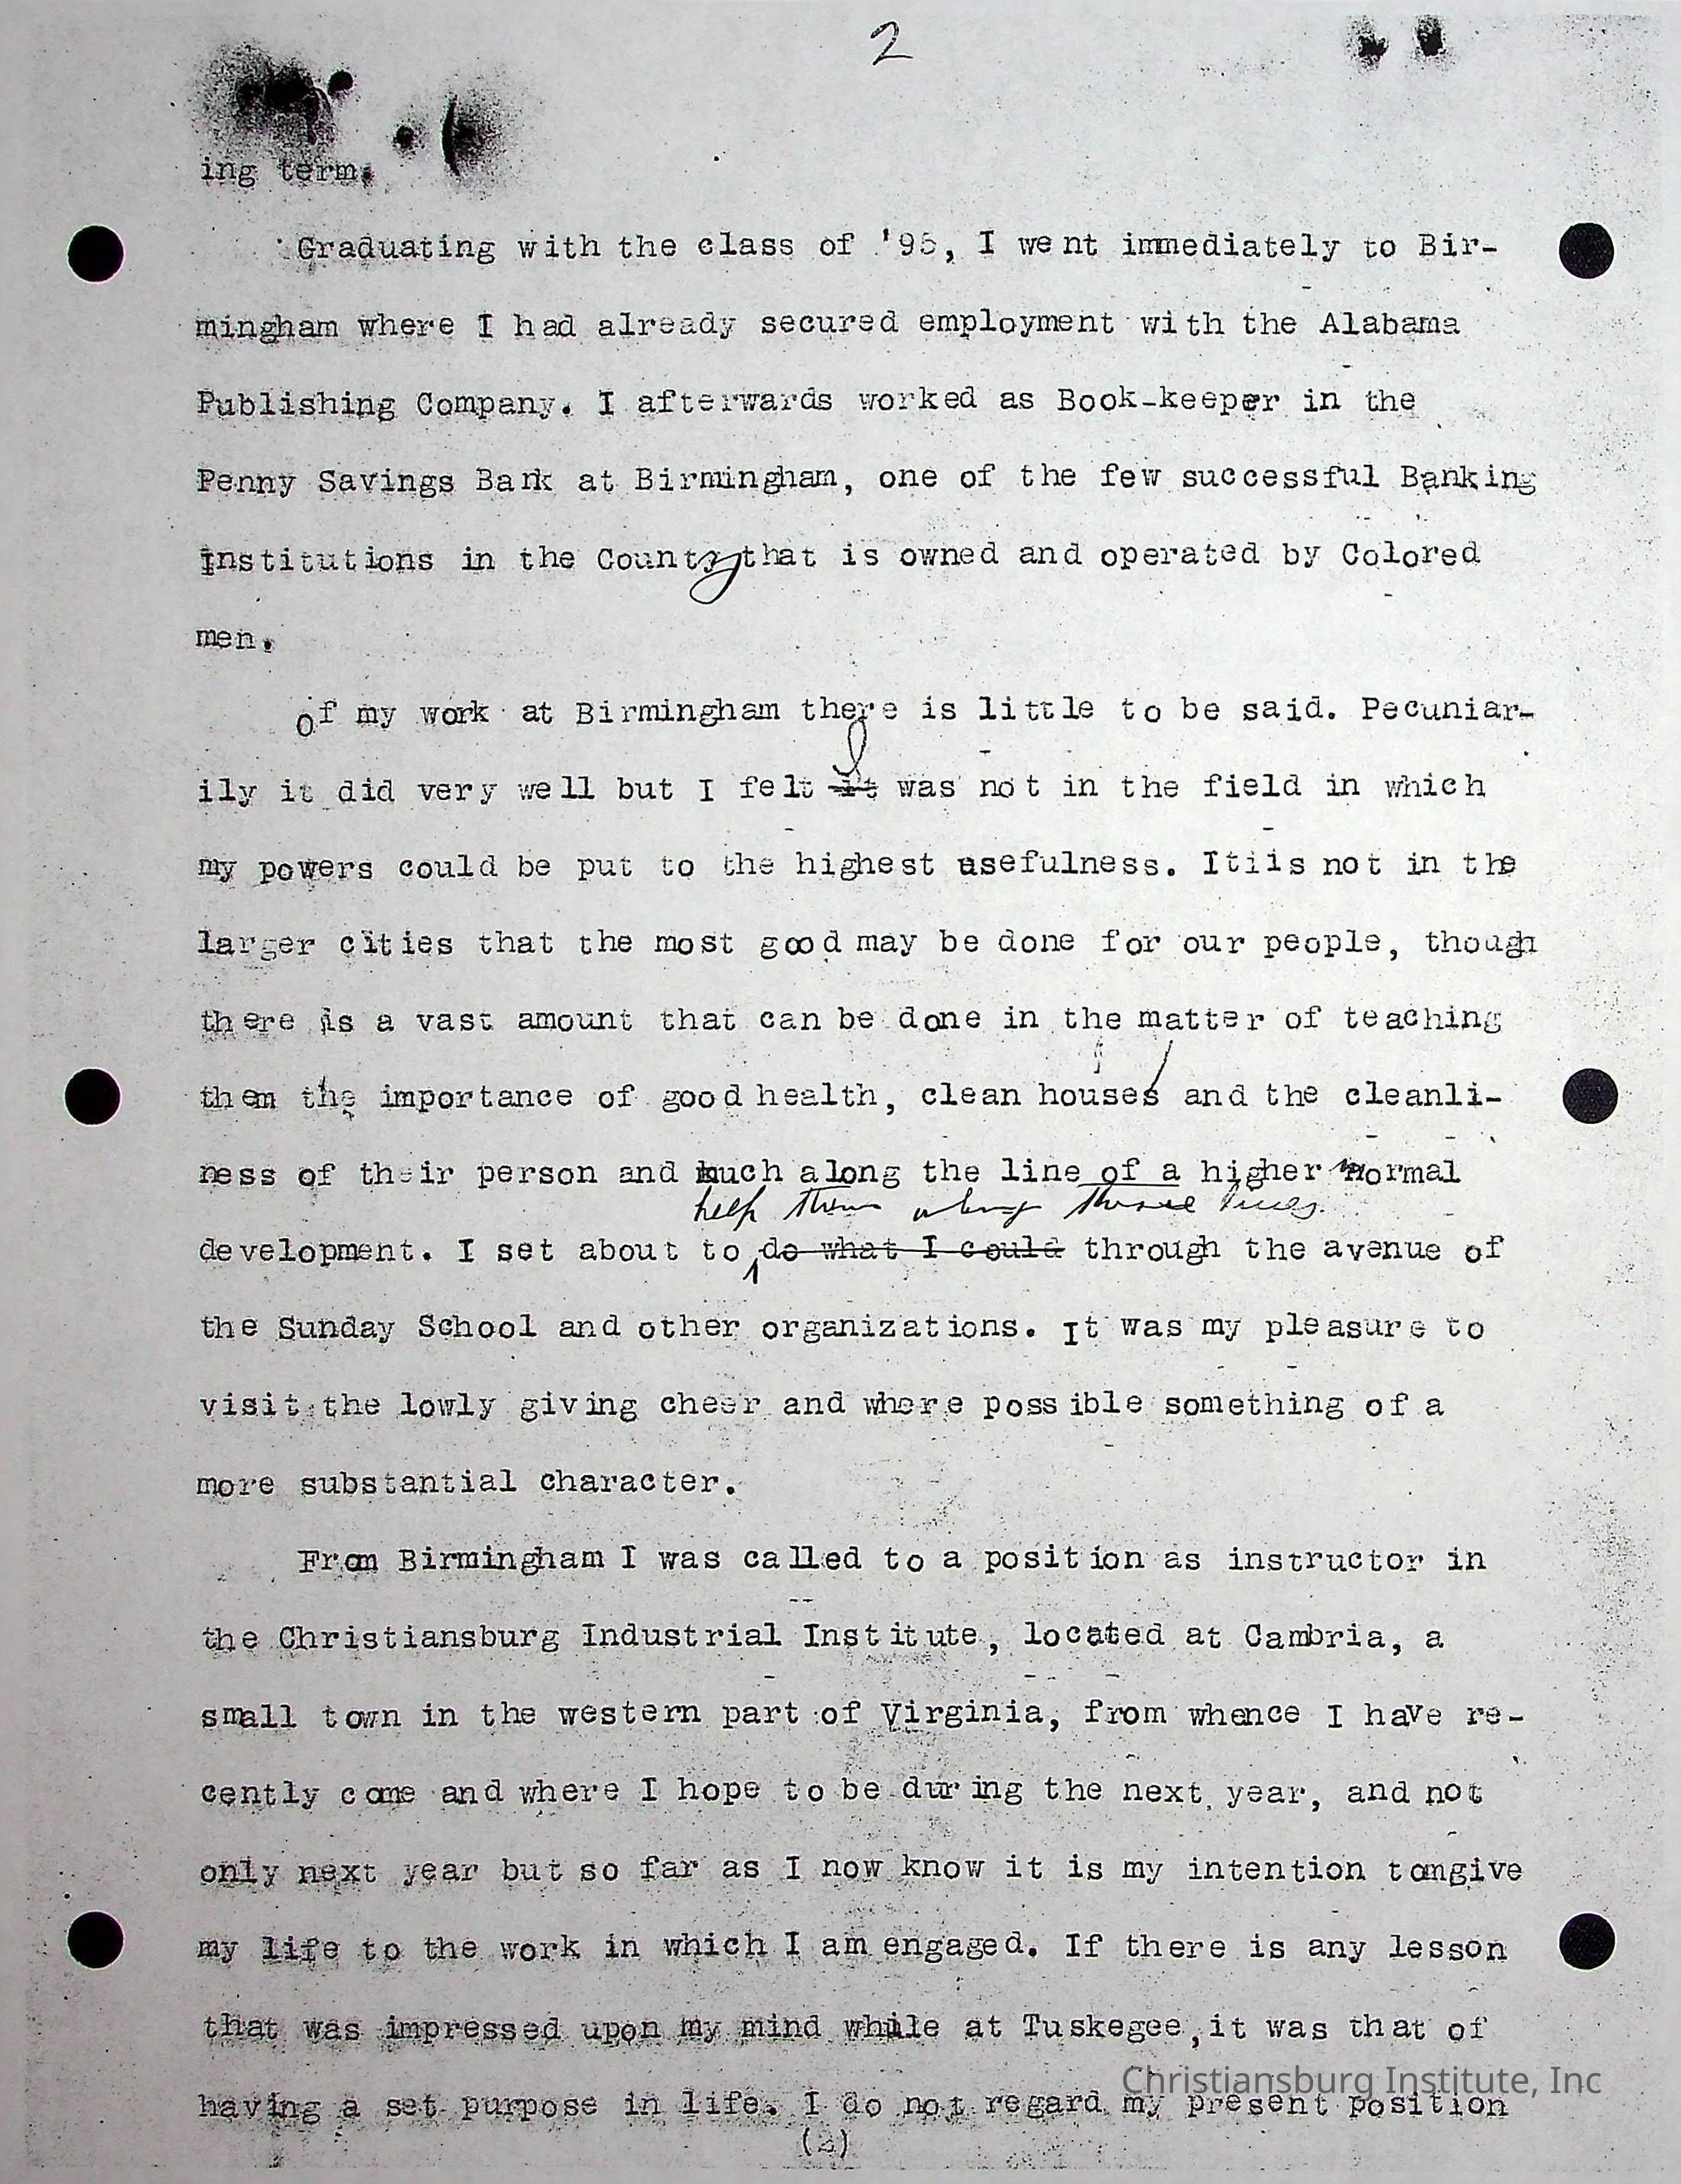 2
ing term.
Graduating with the class of '95, I went immediately to Bir-
mingham where I had already secured employment with the Alabama
Publishing Company. I afterwards worked as Book-keeper in the
Penny Savings Bank at Birmingham, one of the few successful Banking
Institutions in the County that is owned and operated by Colored
men.
Of my work at Birmingham there is little to be said. Pecuniar-
I
ily it did very well but I felt it was not in the field in which
my powers could be put to the highest usefulness. Itiis not in the
larger cities that the most good may be done for our people, though
there is a vast amount that can be done in the matter of teaching
them the importance of good health, clean houses and the cleanli-
ness of their person and much along the line of a higher mormal
help them along these lines
development. I set about to do what I could through the avenue of
the Sunday School and other organizations. It was my pleasure to
visit the lowly giving cheer and where possible something of a
more substantial character.
From Birmingham I was called to a position as instructor in
the Christiansburg Industrial Institute, located at Cambria, a
small town in the western part of Virginia, from whence I have re-
cently come and where I hope to be during the next year, and not
only next year but so far as I now know it is my intention tomgive
my life to the work in which I am engaged. If there is any lesson
that was impressed upon my mind while at Tuskegee,it was that of
having a set purpose in life. I do not regard my present position
(2)
Christiansburg Institute, Inc